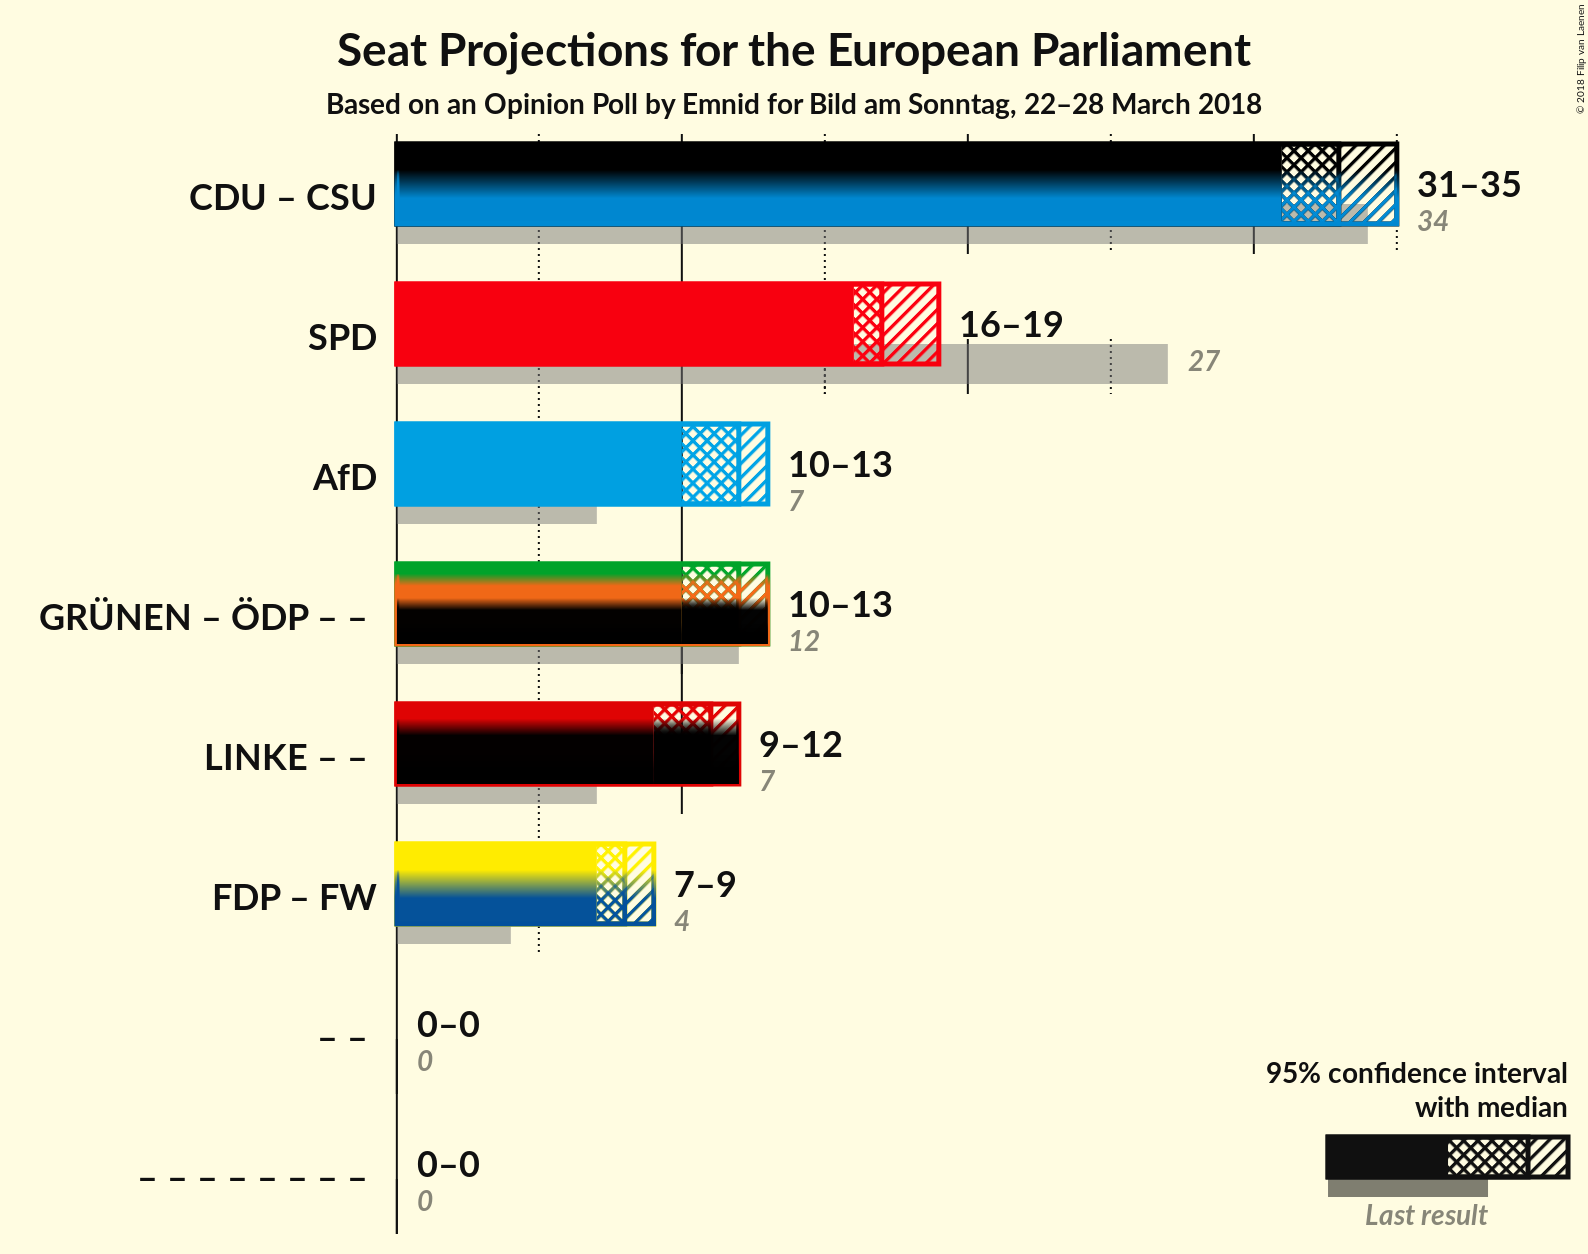 Seat Projections for the European Parliament
Based on an Opinion Poll by Emnid for Bild am Sonntag, 22–28 March 2018
© 2018 Filip van Laenen
CDU – CSU
31–35
34
SPD
16–19
27
AfD
10–13
7
GRÜNEN – ÖDP – –
10–13
12
LINKE – –
9–12
7
FDP – FW
7–9
4
– –
0–0
0
– – – – – – – –
0–0
0
95% confidence interval
with median
Last result